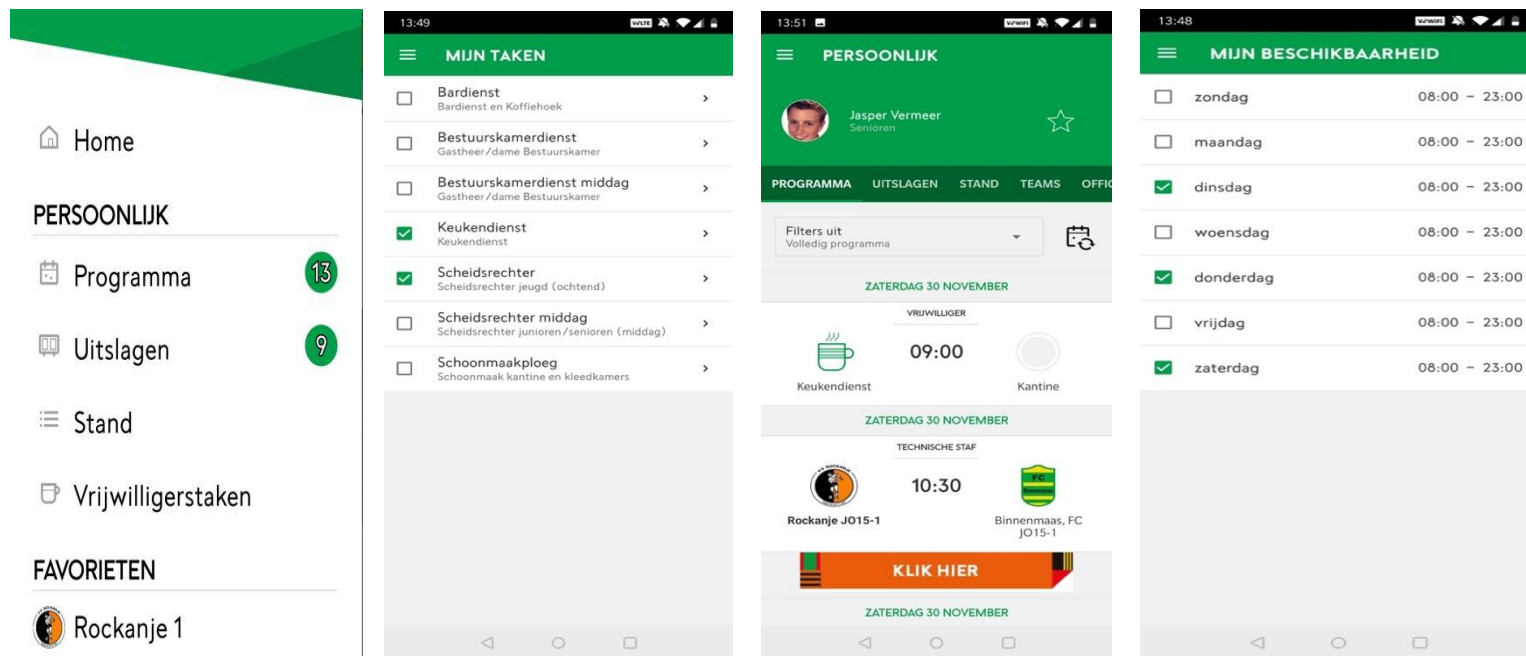 Home
PERSOONLIJK
Programma 13
Uitslagen 9
Stand
Vrijwilligerstaken
FAVORIETEN
Rockanje 1
13:49
MIJN TAKEN
Bardienst
Bardienst en Koffiehoek
Bestuurskamerdienst
Gastheer/dame Bestuurskamer
Bestuurskamerdienst middag
Gastheer/dame Bestuurskamer
Keukendienst
Keukendienst
Scheidsrechter
Scheidsrechter jeugd (ochtend)
Scheidsrechter middag
Scheidsrechter junioren/senioren (middag)
Schoonmaakploeg
Schoonmaak kantine en kleedkamers
13:51
PERSOONLIJK
Jasper Vermeer
Senioren
PROGRAMMA UITSLAGEN STAND TEAMS OFFIC
Filters uit
Volledig programma
ZATERDAG 30 NOVEMBER
VRIJWILLIGER
09:00
Keukendienst Kantine
ZATERDAG 30 NOVEMBER
TECHNISCHE STAF
FC
10:30
Rockanje JO15-1 Binnenmaas, FC
JO15-1
KLIK HIER
ZATERDAG 30 NOVEMBER
13:48
MIJN BESCHIKBAARHEID
zondag 08:00 - 23:00
maandag 08:00 - 23:00
dinsdag 08:00 - 23:00
woensdag 08:00 - 23:00
donderdag 08:00 - 23:00
vrijdag 08:00 - 23:00
zaterdag 08:00 - 23:00